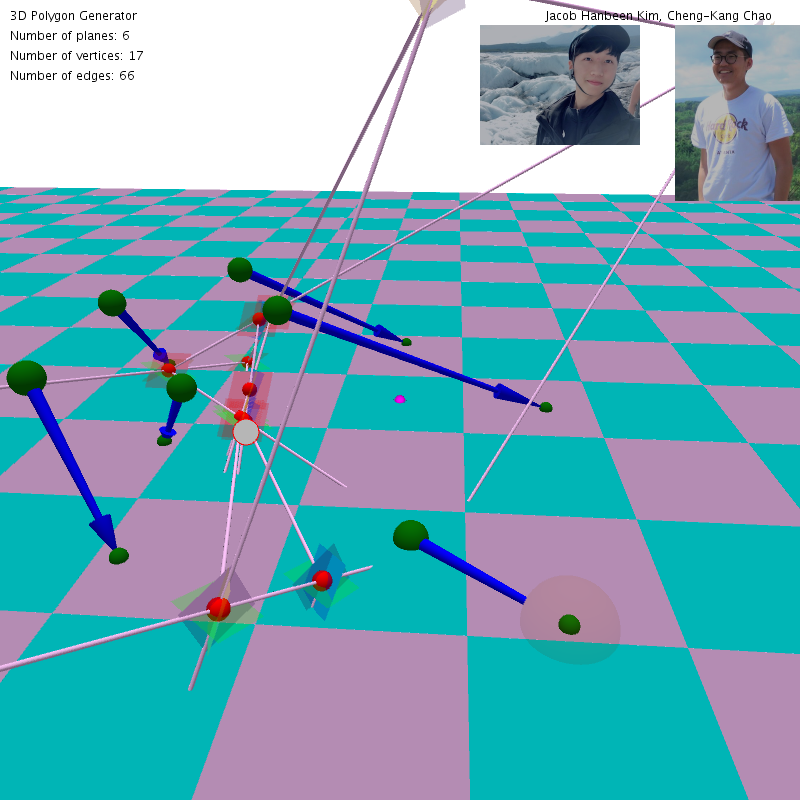 3D Polygon Generator
Jacob Hanbeen Kim, Cheng-Kang Chao
Number of planes: 6
Number of vertices: 17
Number of edges: 66